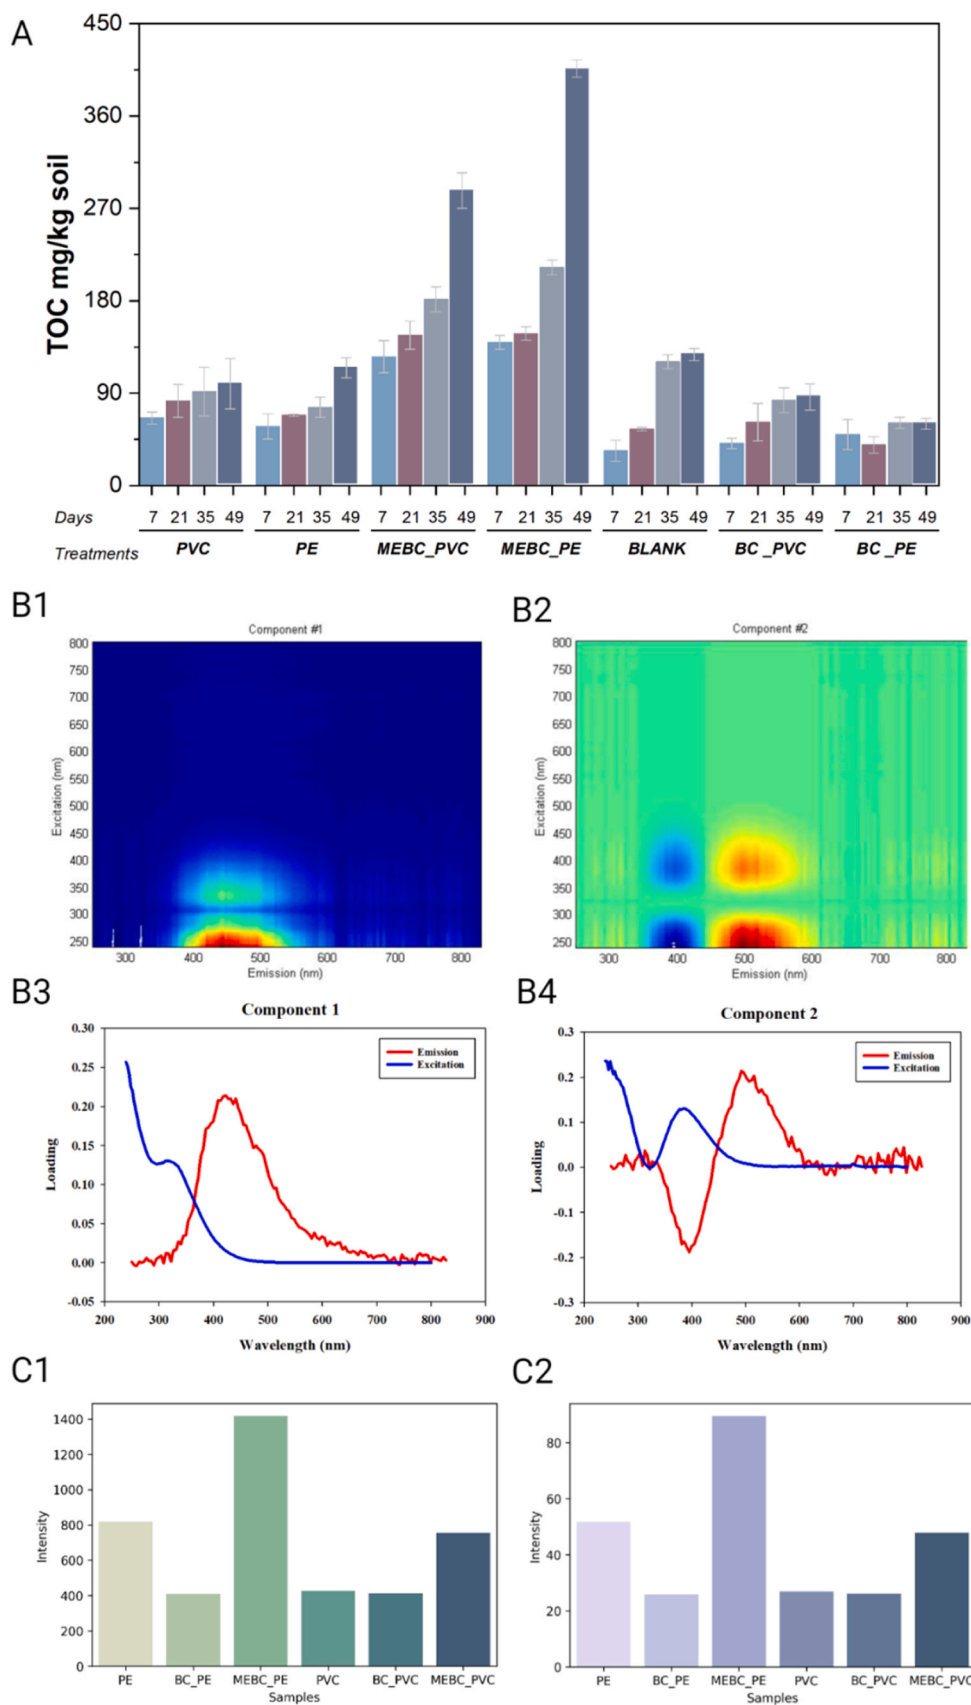 A
450
360
270
180
90
0
TOC mg/kg soil
Days 7 21 35 49 7 21 35 49 7 21 35 49 7 21 35 49 7 21 35 49 7 21 35 49 7 21 35 49
Treatments PVC PE MEBC_PVC MEBC_PE BLANK BC _PVC BC _PE
B1
Component #1
800
750
700
650
600
550
500
450
400
350
300
250
Excitation (nm)
300 400 500 600 700 800
Emission (nm)
B2
Component #2
800
750
700
650
600
550
500
450
400
350
300
250
Excitation (nm)
300 400 500 600 700 800
Emission (nm)
B3
Component 1
0.30
0.25
0.20
0.15
0.10
0.05
0.00
-0.05
Loading
Emission
Excitation
200 300 400 500 600 700 800 900
Wavelength (nm)
B4
Component 2
0.3
0.2
0.1
0.0
-0.1
-0.2
-0.3
Loading
Emission
Excitation
200 300 400 500 600 700 800 900
Wavelength (nm)
C1
1400
1200
1000
800
600
400
200
0
Intensity
PE BC_PE MEBC_PE PVC BC_PVC MEBC_PVC
Samples
C2
80
60
40
20
0
Intensity
PE BC_PE MEBC_PE PVC BC_PVC MEBC_PVC
Samples